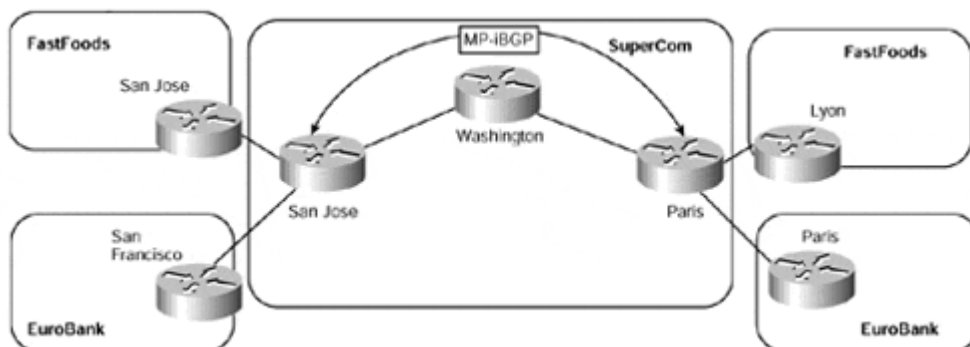 MP-iBGP
FastFoods
SuperCom
FastFoods
San Jose
Washington
Lyon
San Jose
Paris
San
Francisco
Paris
EuroBank
EuroBank